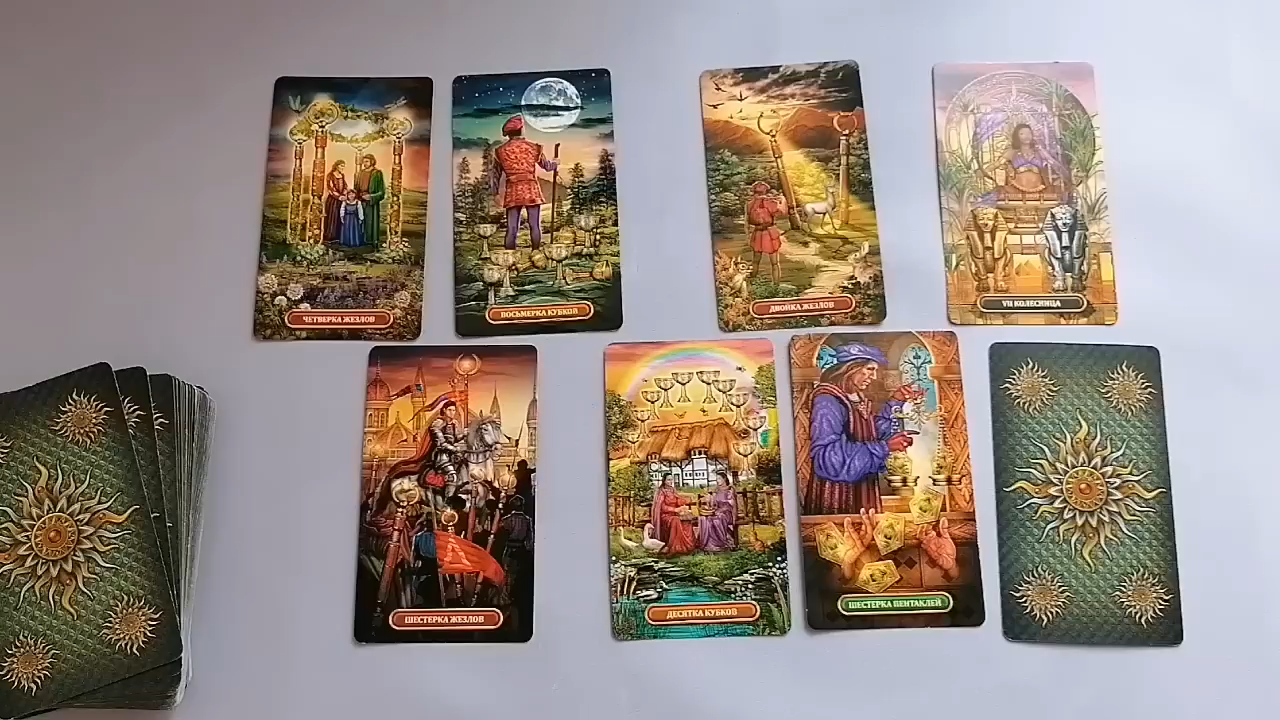 ЧЕТВЕРКА ЖЕЗЛОВ
ВОСЬМЕРКА КУБКОВ
ДВОЙКА ЖЕЗЛОВ
VII КОЛЕСНИЦА
ШЕСТЕРКА ЖЕЗЛОВ
ДЕСЯТКА КУБКОВ
ШЕСТЕРКА ПЕНТАКЛЕЙ